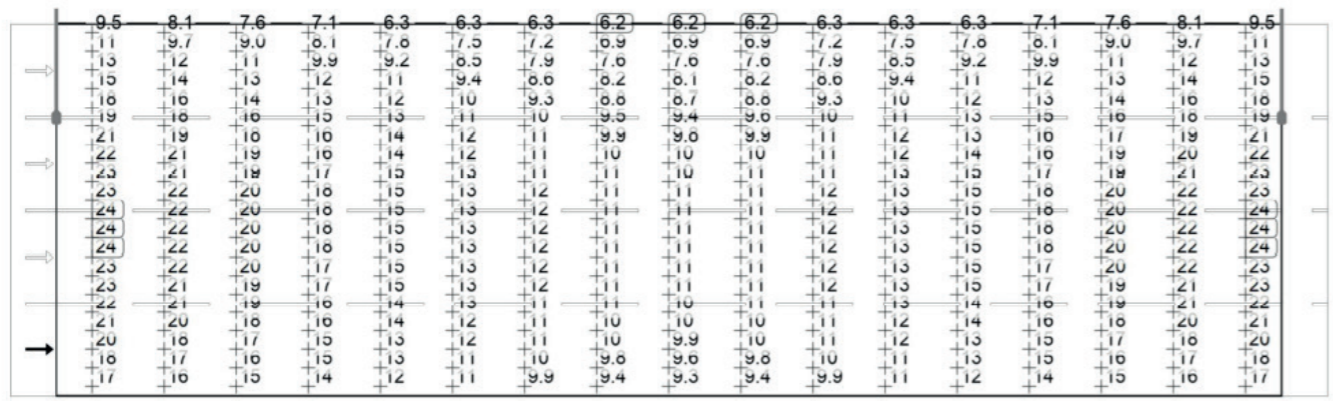 9.5 8.1 7.6 7.1 6.3 6.3 6.3 6.2 6.2 6.2 6.3 6.3 6.3 7.1 7.6 8.1 9.5
11 9.7 9.0 8.1 7.8 7.5 7.2 6.9 6.9 6.9 7.2 7.5 7.8 8.1 9.0 9.7 11
13 12 11 9.9 9.2 8.5 7.9 7.6 7.6 7.6 7.9 8.5 9.2 9.9 11 12 13
15 14 13 12 11 9.4 8.6 8.2 8.1 8.2 8.6 9.4 11 12 13 14 15
18 16 14 13 12 10 9.3 8.8 8.7 8.8 9.3 10 12 13 14 16 18
19 18 16 15 13 11 10 9.5 9.4 9.6 10 11 13 15 16 18 19
21 19 18 16 14 12 11 9.9 9.8 9.9 11 12 13 16 17 19 21
22 21 19 16 14 12 11 10 10 10 11 12 14 16 19 20 22
23 21 19 17 15 13 11 11 10 11 11 13 15 17 19 21 23
23 22 20 18 15 13 12 11 11 11 12 13 15 18 20 22 23
24 22 20 18 15 13 12 11 11 11 12 13 15 18 20 22 24
24 22 20 18 15 13 12 11 11 11 12 13 15 18 20 22 24
24 22 20 18 15 13 12 11 11 11 12 13 15 18 20 22 24
23 22 20 17 15 13 12 11 11 11 12 13 15 17 20 22 23
23 21 19 17 15 13 12 11 11 11 12 13 15 17 19 21 23
22 21 19 16 14 13 11 11 10 11 11 13 14 16 19 21 22
21 20 18 16 14 12 11 10 10 10 11 12 14 16 18 20 21
20 18 17 15 13 12 11 10 9.9 10 11 12 13 15 17 18 20
18 17 16 15 13 11 10 9.8 9.6 9.8 10 11 13 15 16 17 18
17 16 15 14 12 11 9.9 9.4 9.3 9.4 9.9 11 12 14 15 16 17